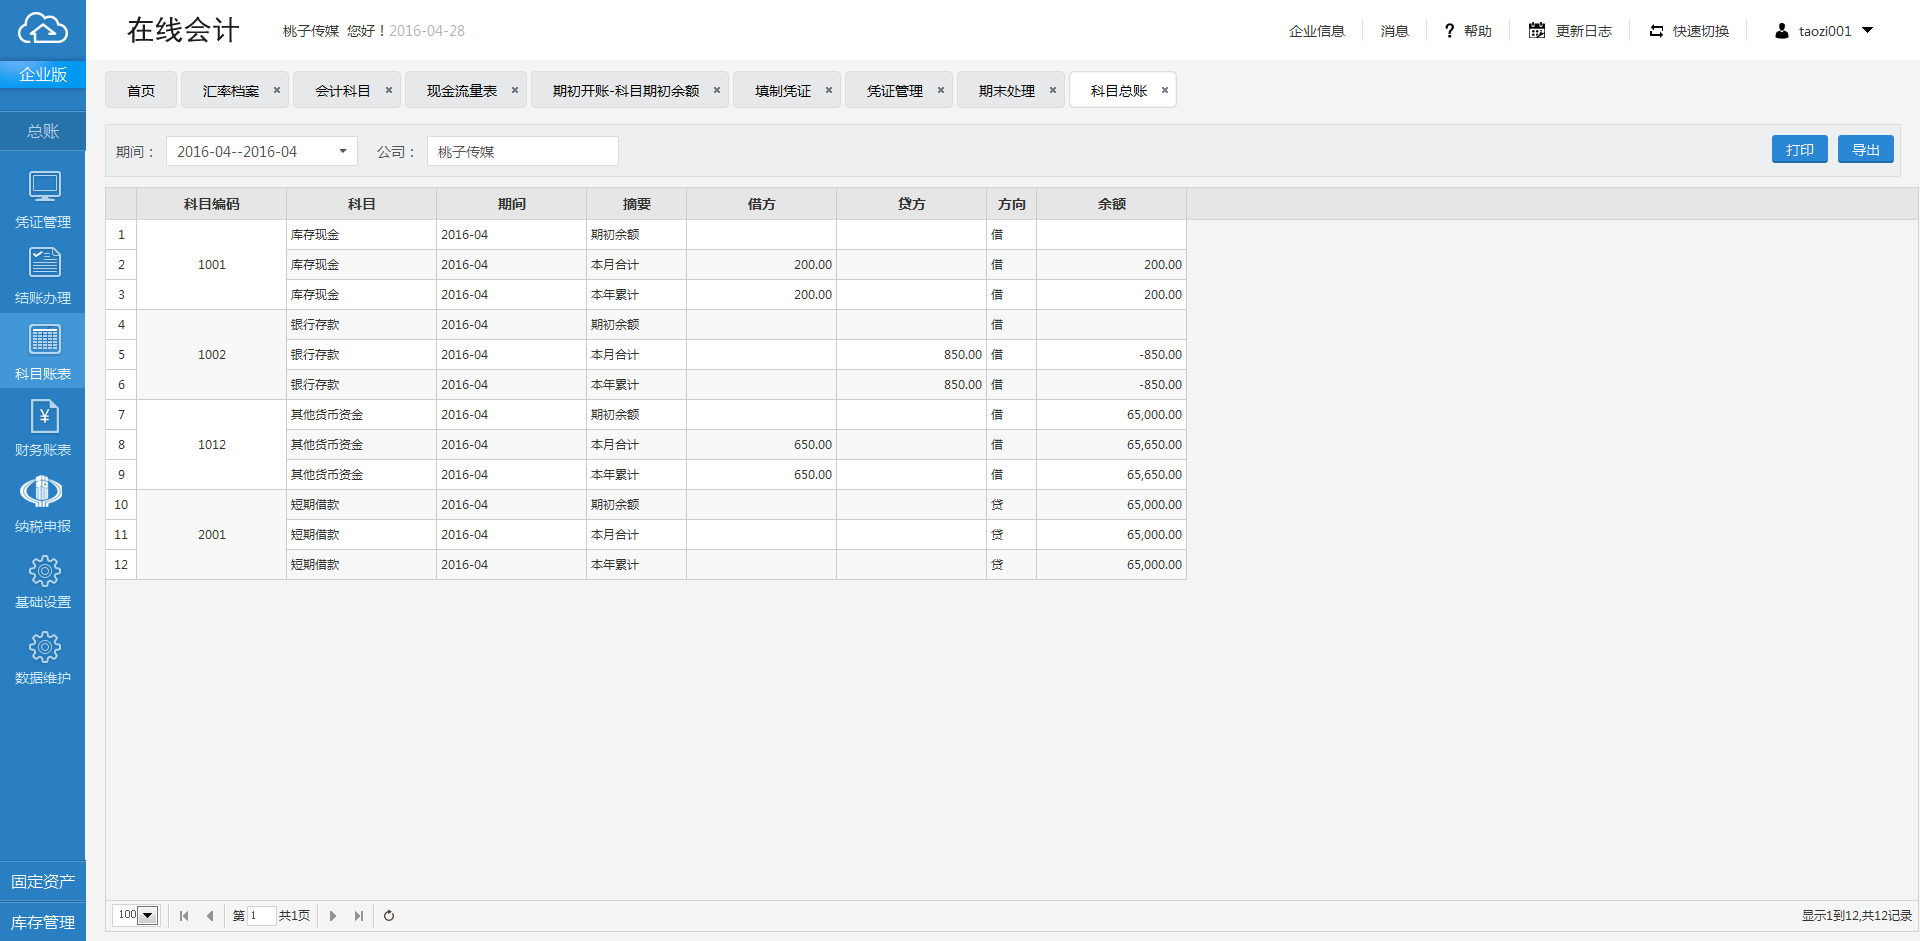 在线会计 桃子传媒 您好！2016-04-28 企业信息 消息 ? 帮助 更新日志 快速切换 taozi001
企业版
首页 汇率档案 × 会计科目 × 现金流量表 × 期初开账-科目期初余额 × 填制凭证 × 凭证管理 × 期末处理 × 科目总账 ×
总账
凭证管理
结账办理
科目账表
财务账表
纳税申报
基础设置
数据维护
固定资产
库存管理
期间： 2016-04--2016-04 公司： 桃子传媒 打印 导出
科目编码 科目 期间 摘要 借方 贷方 方向 余额
1 1001 库存现金 2016-04 期初余额 借
2 库存现金 2016-04 本月合计 200.00 借 200.00
3 库存现金 2016-04 本年累计 200.00 借 200.00
4 1002 银行存款 2016-04 期初余额 借
5 银行存款 2016-04 本月合计 850.00 借 -850.00
6 银行存款 2016-04 本年累计 850.00 借 -850.00
7 1012 其他货币资金 2016-04 期初余额 借 65,000.00
8 其他货币资金 2016-04 本月合计 650.00 借 65,650.00
9 其他货币资金 2016-04 本年累计 650.00 借 65,650.00
10 2001 短期借款 2016-04 期初余额 贷 65,000.00
11 短期借款 2016-04 本月合计 贷 65,000.00
12 短期借款 2016-04 本年累计 贷 65,000.00
100 第 1 共1页 显示1到12,共12记录